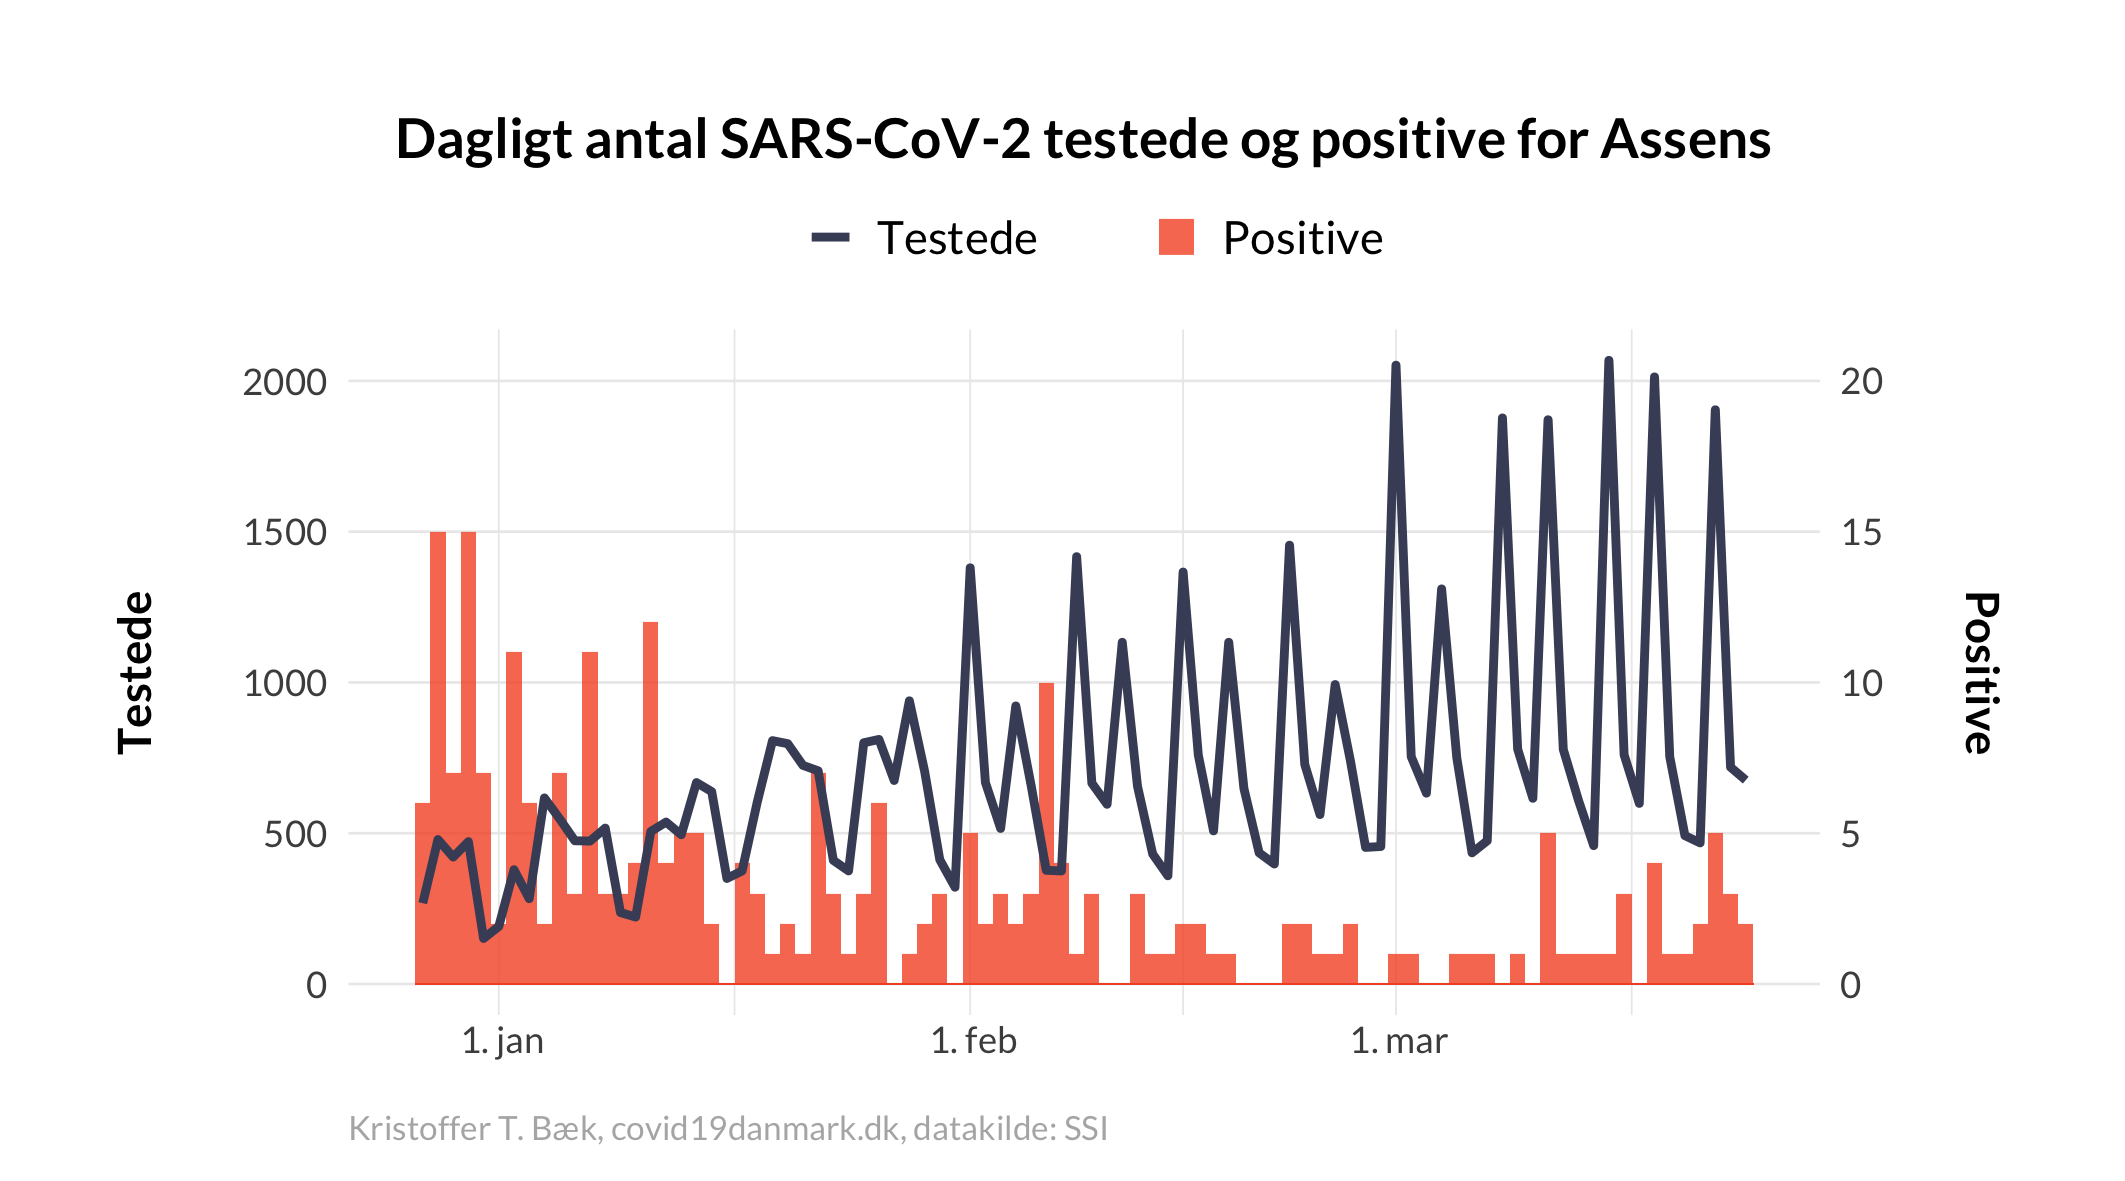 Dagligt antal SARS-CoV-2 testede og positive for Assens
Testede Positive
2000 20
1500 15
1000 10
500 5
0 0
Testede
Positive
1. jan 1. feb 1. mar
Kristoffer T. Bæk, covid19danmark.dk, datakilde: SSI